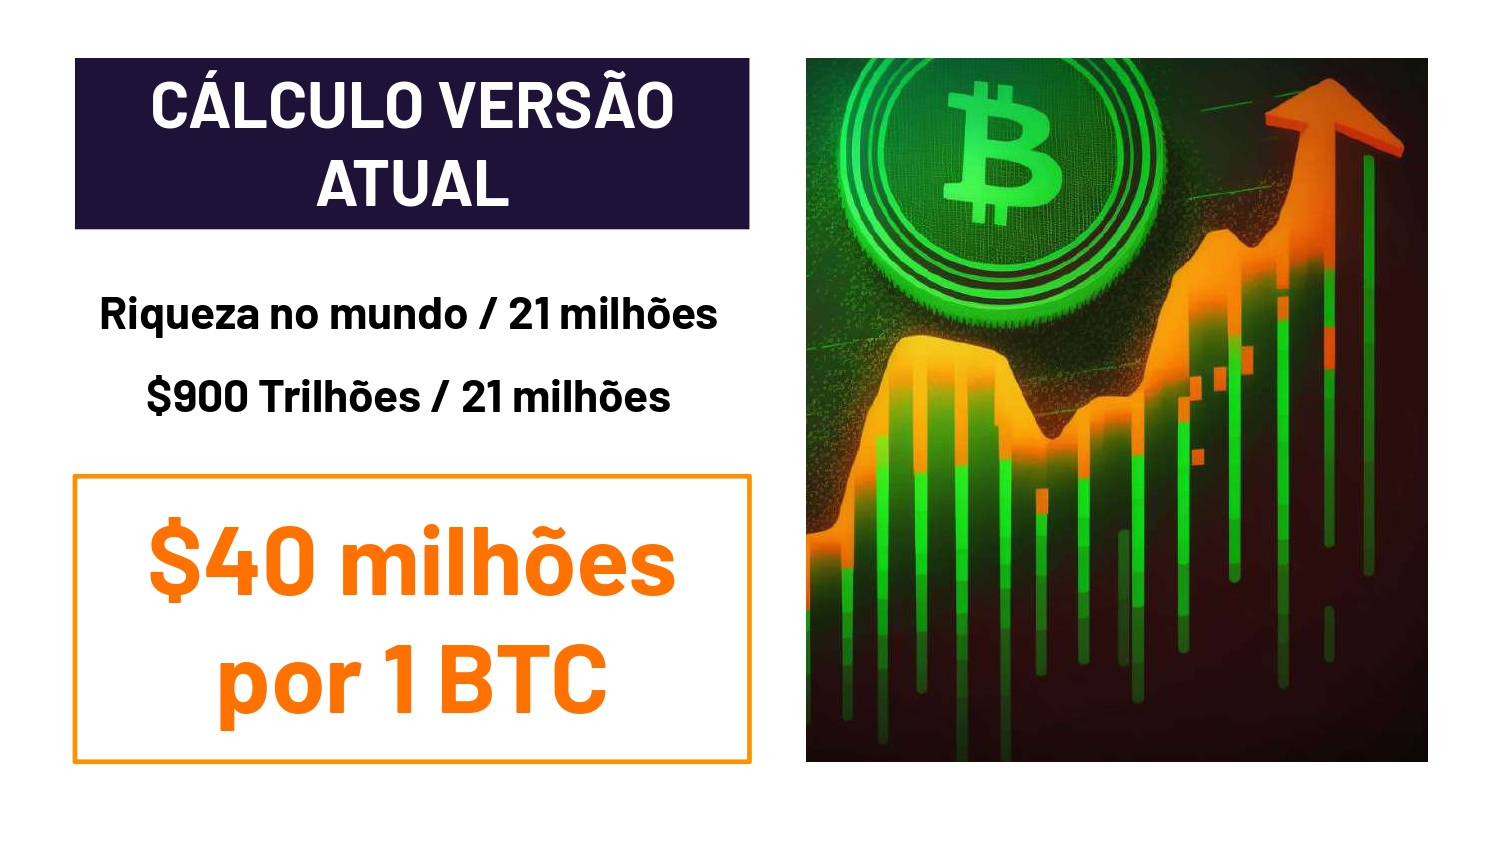 CÁLCULO VERSÃO
ATUAL
Riqueza no mundo / 21 milhões
$900 Trilhões / 21 milhões
$40 milhões
por 1 BTC